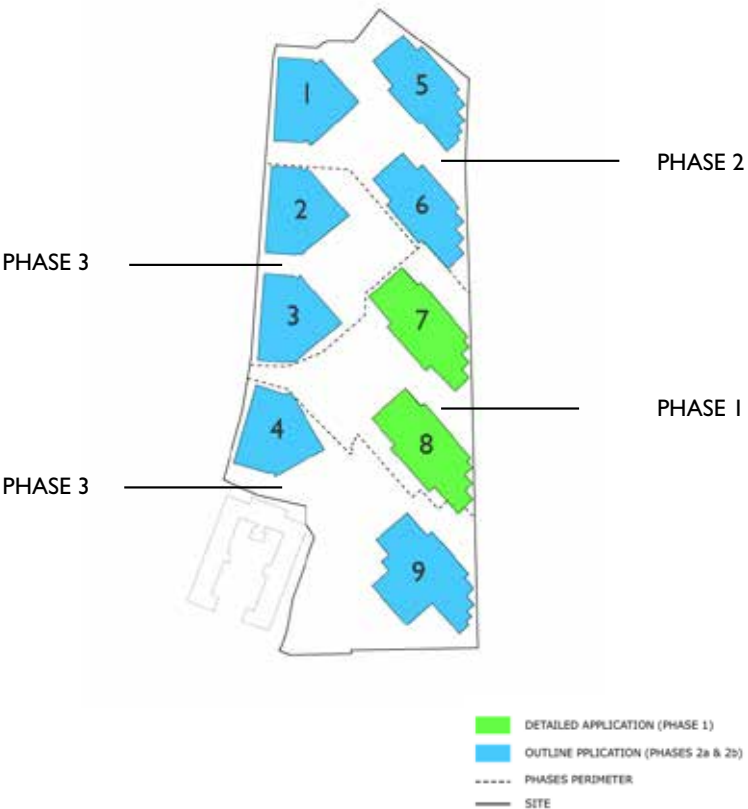 1
5
PHASE 2
2
6
PHASE 3
3
7
PHASE 1
4
8
PHASE 3
9
DETAILED APPLICATION (PHASE 1)
OUTLINE PPLICATION (PHASES 2a & 2b)
PHASES PERIMETER
SITE